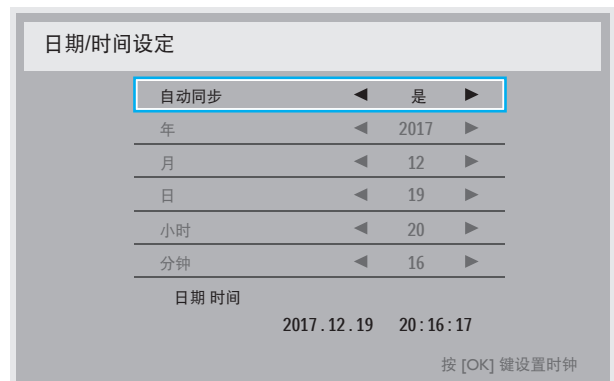 日期/时间设定
自动同步 ◀ 是 ▶
年 ◀ 2017 ▶
月 ◀ 12 ▶
日 ◀ 19 ▶
小时 ◀ 20 ▶
分钟 ◀ 16 ▶
日期 时间
2017 . 12 . 19 20 : 16 : 17
按 [OK] 键设置时钟